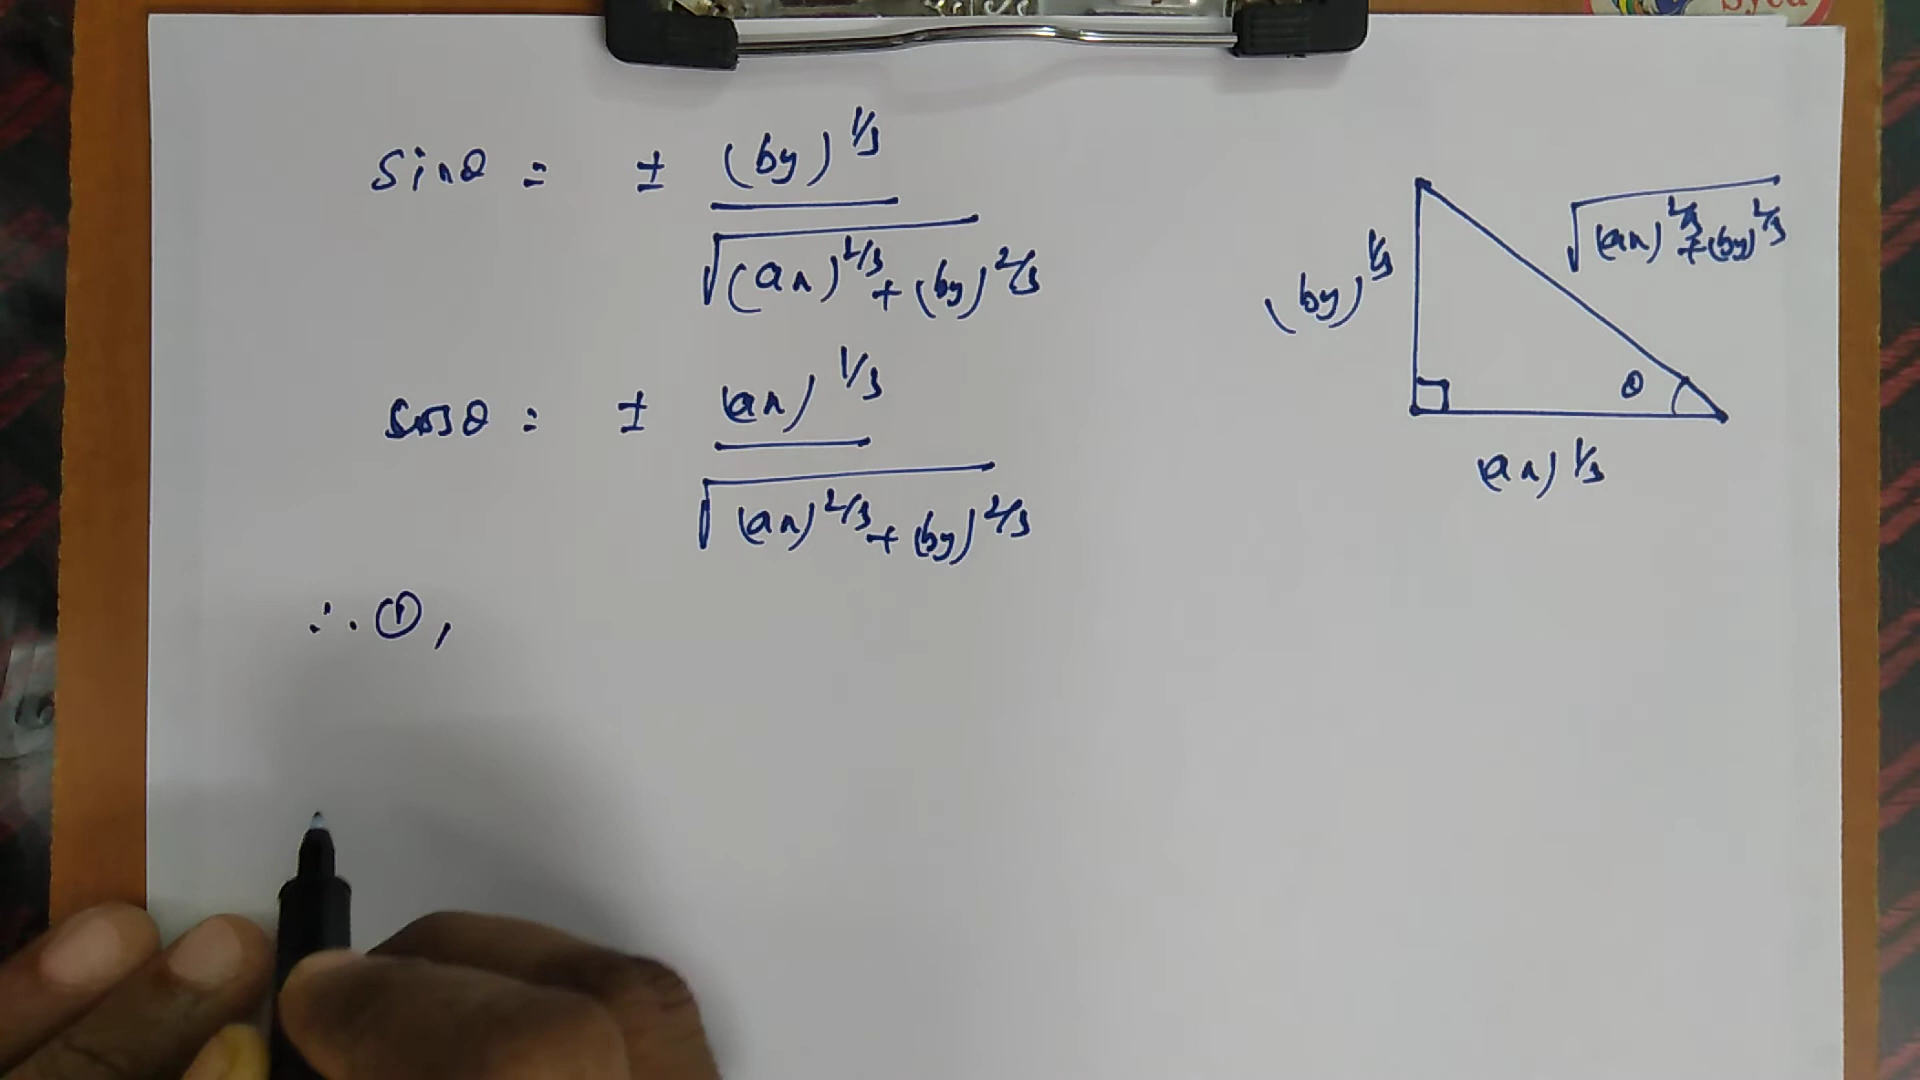 sinθ = ± (by)^1/3 / √(ax)^2/3 + (by)^2/3
cosθ = ± (ax)^1/3 / √(ax)^2/3 + (by)^2/3
∴ ①,
√(ax)^2/3 + (by)^2/3
(by)^1/3
θ
(ax)^1/3